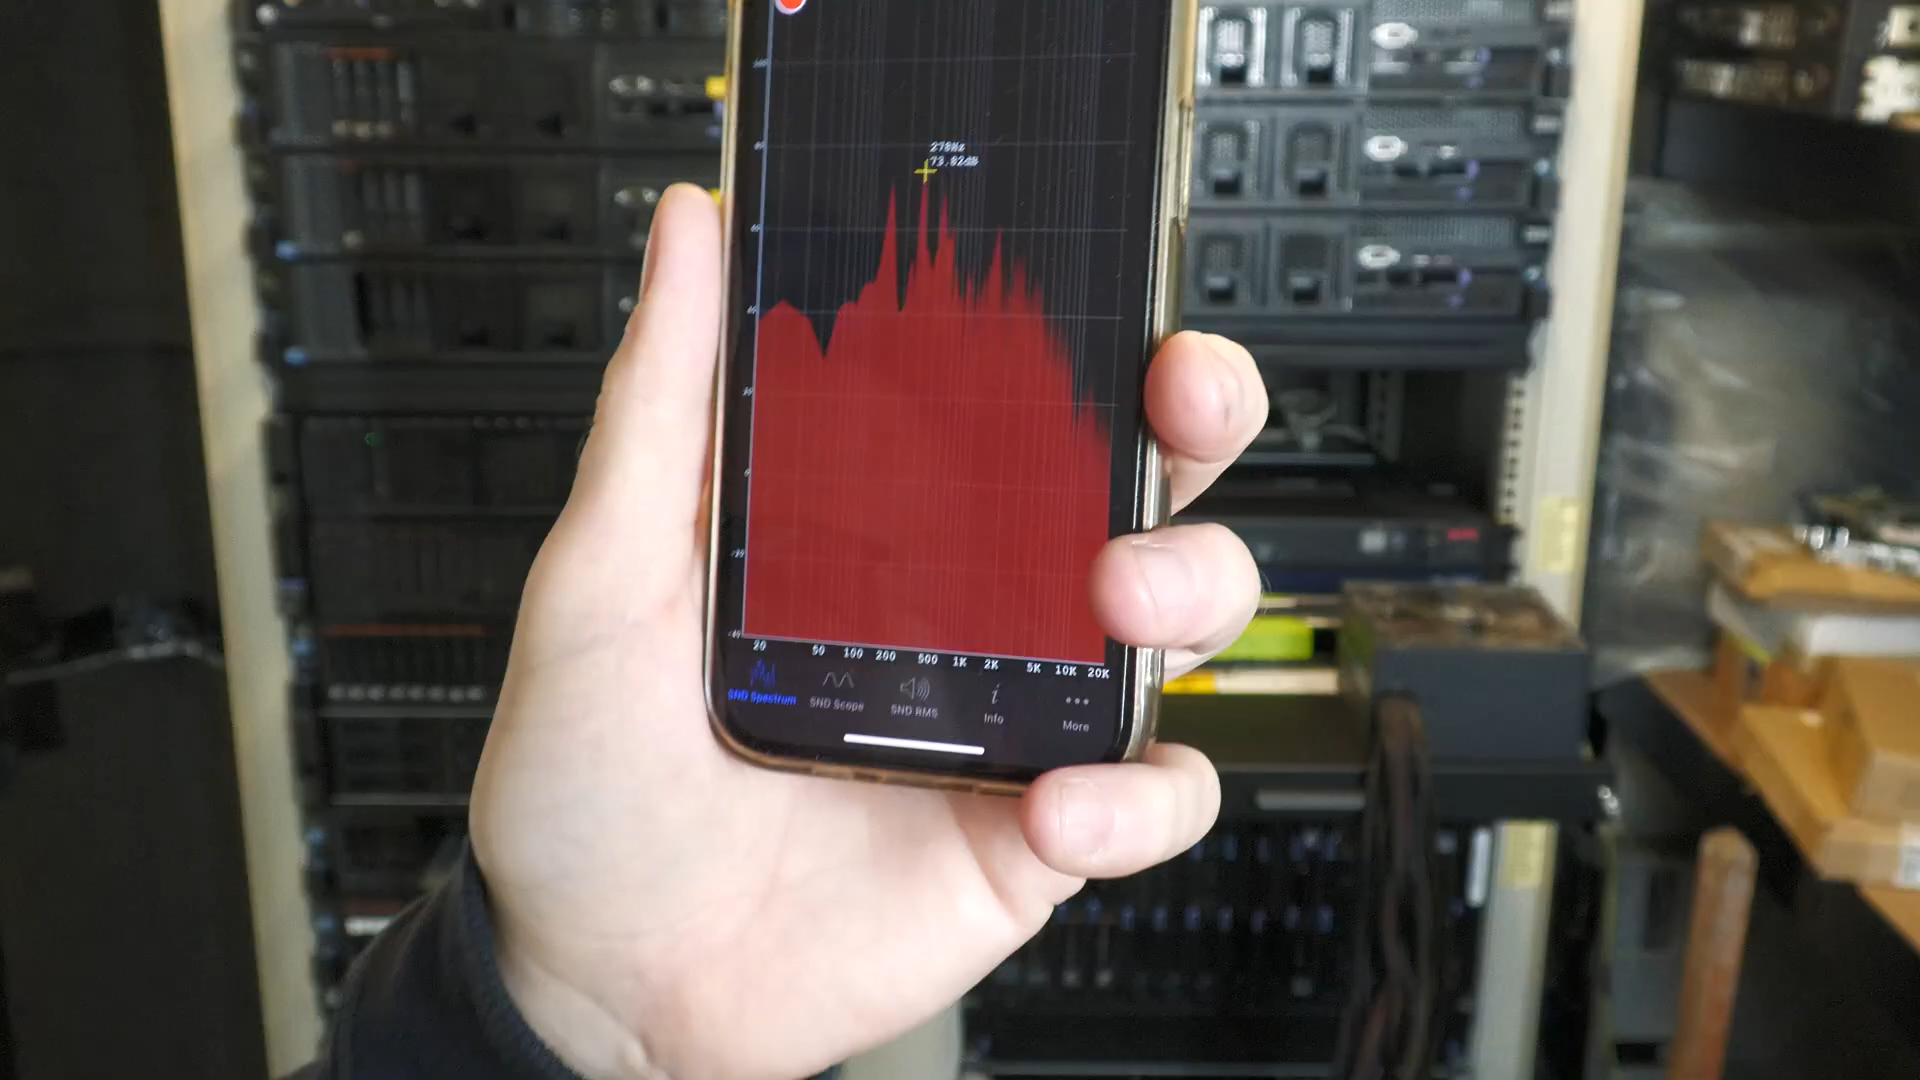 278Hz
73.82dB
20 50 100 200 500 1K 2K 5K 10K 20K
SND Spectrum SND Scope SND RMS Info More